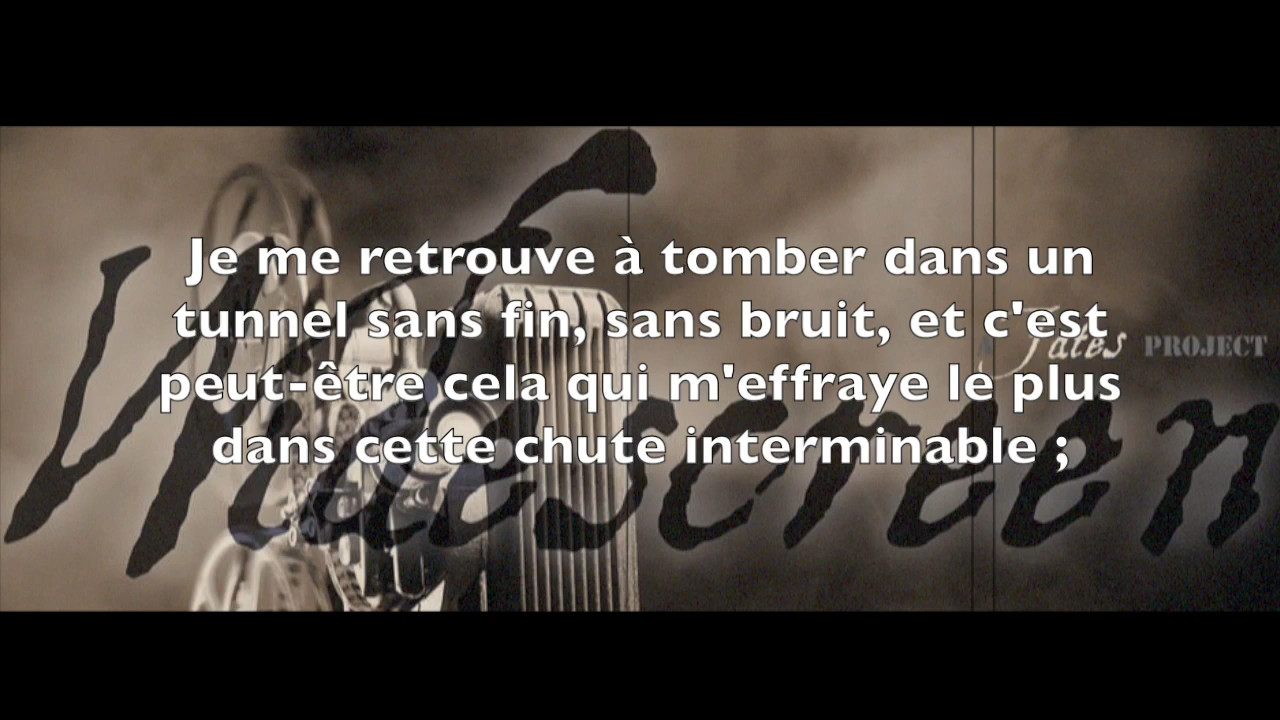 Je me retrouve à tomber dans un
tunnel sans fin, sans bruit, et c'est
peut-être cela qui m'effraye le plus
dans cette chute interminable ;
Widescreen
PROJECT